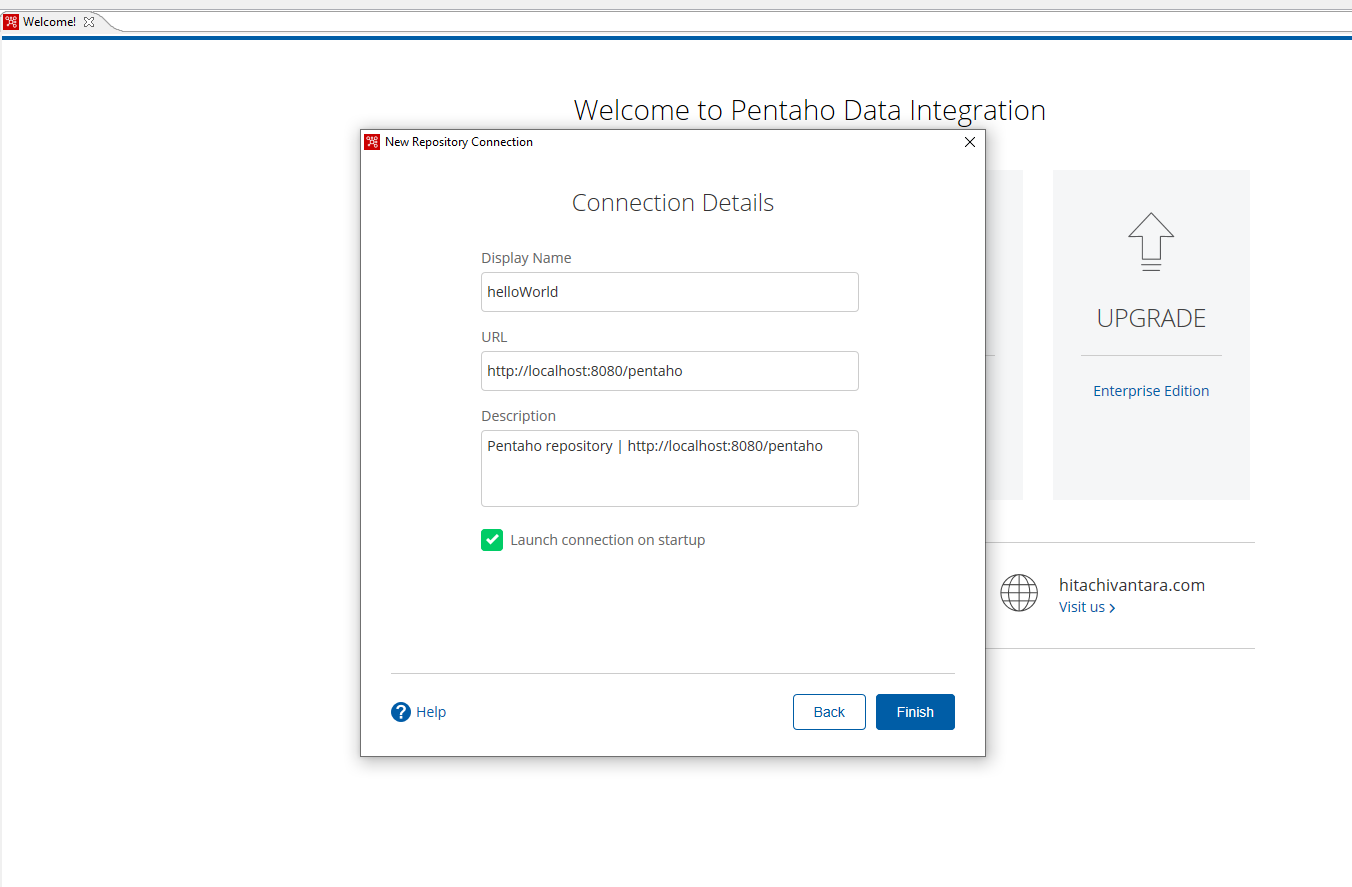 Welcome!
Welcome to Pentaho Data Integration
New Repository Connection
Connection Details
Display Name
helloWorld
URL
http://localhost:8080/pentaho
Description
Pentaho repository | http://localhost:8080/pentaho
Launch connection on startup
? Help
Back
Finish
UPGRADE
Enterprise Edition
hitachivantara.com
Visit us >